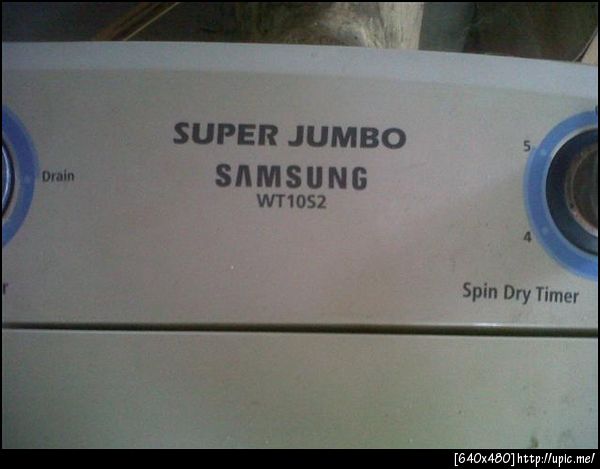 SUPER JUMBO
SAMSUNG
WT10S2
Drain
5
4
r
Spin Dry Timer
[640x480]http://upic.me/